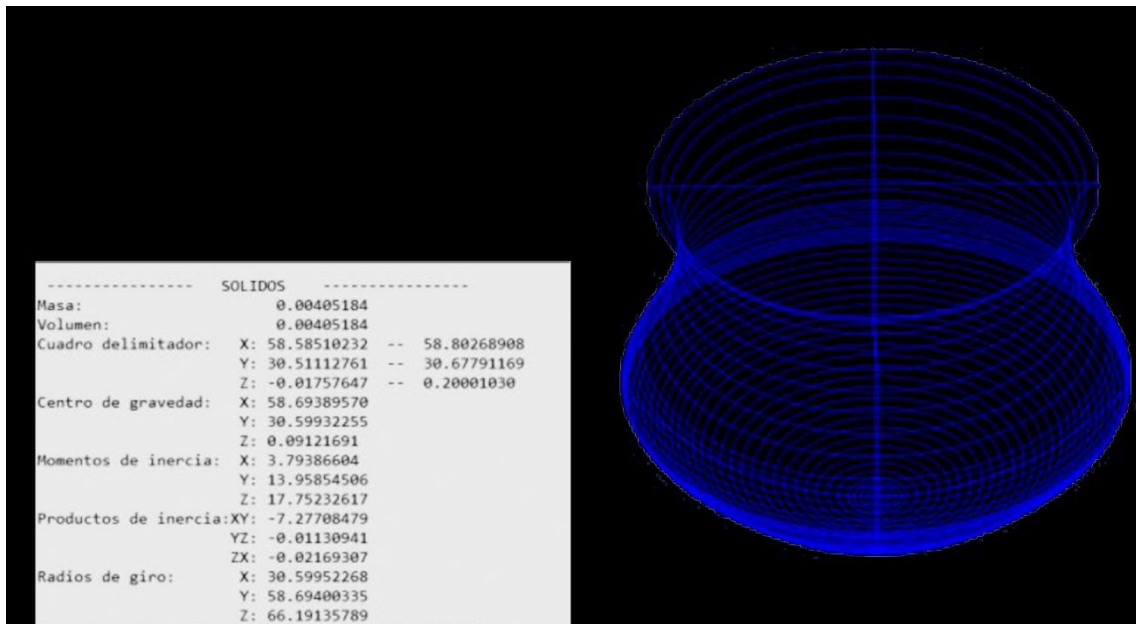 ---------------- SOLIDOS ----------------
Masa: 0.00405184
Volumen: 0.00405184
Cuadro delimitador: X: 58.58510232 -- 58.80268908
Y: 30.51112761 -- 30.67791169
Z: -0.01757647 -- 0.20001030
Centro de gravedad: X: 58.69389570
Y: 30.59932255
Z: 0.09121691
Momentos de inercia: X: 3.79386604
Y: 13.95854506
Z: 17.75232617
Productos de inercia:XY: -7.27708479
YZ: -0.01130941
ZX: -0.02169307
Radios de giro: X: 30.59952268
Y: 58.69400335
Z: 66.19135789